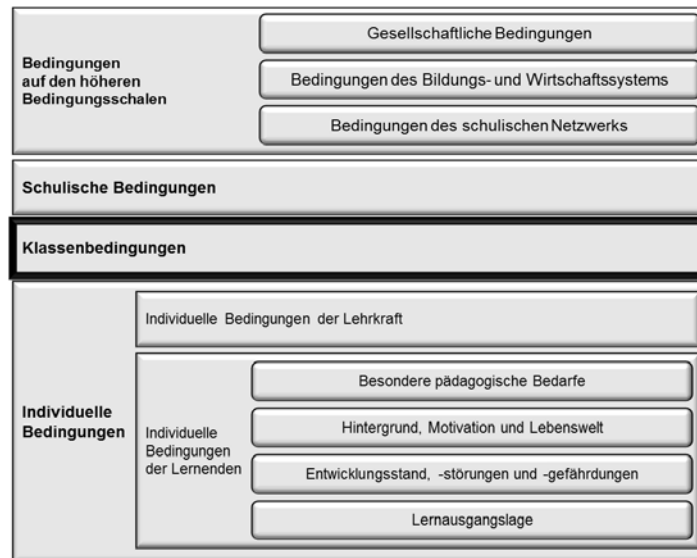 Bedingungen
auf den höheren
Bedingungsschalen
Gesellschaftliche Bedingungen
Bedingungen des Bildungs- und Wirtschaftssystems
Bedingungen des schulischen Netzwerks
Schulische Bedingungen
Klassenbedingungen
Individuelle
Bedingungen
Individuelle Bedingungen der Lehrkraft
Individuelle
Bedingungen
der Lernenden
Besondere pädagogische Bedarfe
Hintergrund, Motivation und Lebenswelt
Entwicklungsstand, -störungen und -gefährdungen
Lernausgangslage